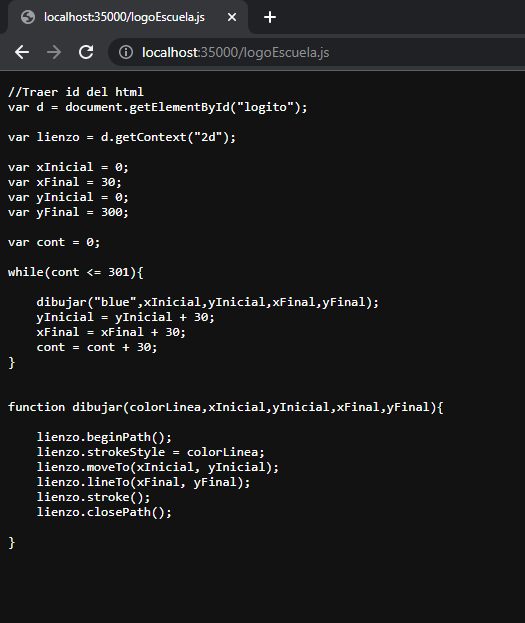 localhost:35000/logoEscuela.js
localhost:35000/logoEscuela.js
//Traer id del html
var d = document.getElementById("logito");
var lienzo = d.getContext("2d");
var xInicial = 0;
var xFinal = 30;
var yInicial = 0;
var yFinal = 300;
var cont = 0;
while(cont <= 301){
    dibujar("blue",xInicial,yInicial,xFinal,yFinal);
    yInicial = yInicial + 30;
    xFinal = xFinal + 30;
    cont = cont + 30;
}
function dibujar(colorLinea,xInicial,yInicial,xFinal,yFinal){
    lienzo.beginPath();
    lienzo.strokeStyle = colorLinea;
    lienzo.moveTo(xInicial, yInicial);
    lienzo.lineTo(xFinal, yFinal);
    lienzo.stroke();
    lienzo.closePath();
}